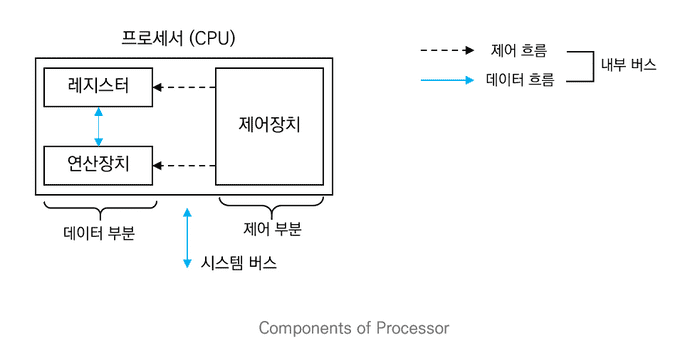 프로세서 (CPU)
레지스터
연산장치
제어장치
데이터 부분
제어 부분
시스템 버스
제어 흐름
데이터 흐름
내부 버스
Components of Processor